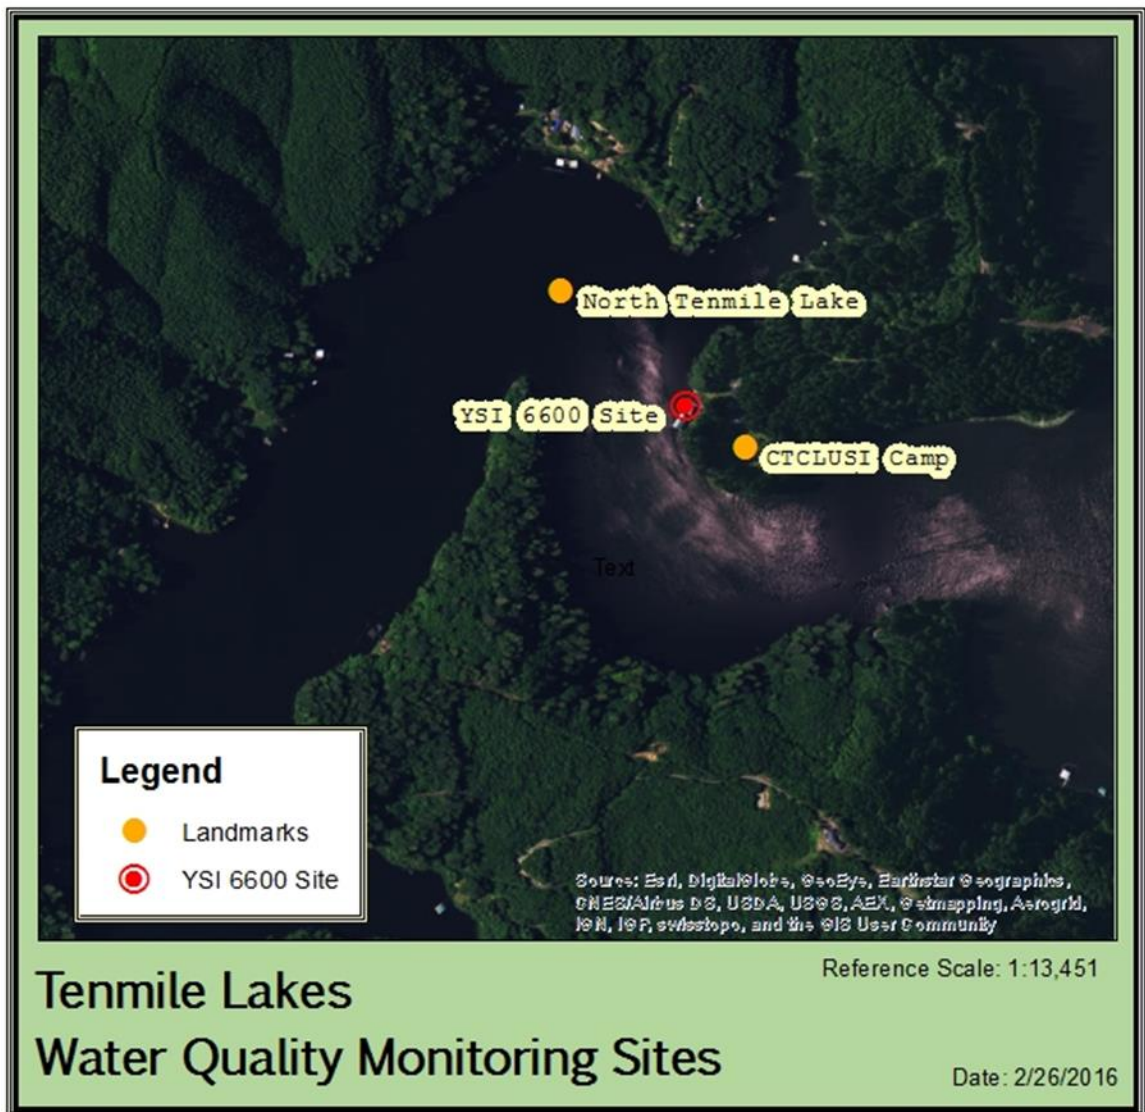 North Tenmile Lake
YSI 6600 Site
CTCLUSI Camp
Text
Legend
Landmarks
YSI 6600 Site
Source: Esri, DigitalGlobe, GeoEye, Earthstar Geographics,
CNES/Airbus DS, USDA, USGS, AEX, Getmapping, Aerogrid,
IGN, IGP, swisstopo, and the GIS User Community
Reference Scale: 1:13,451
Tenmile Lakes
Water Quality Monitoring Sites
Date: 2/26/2016